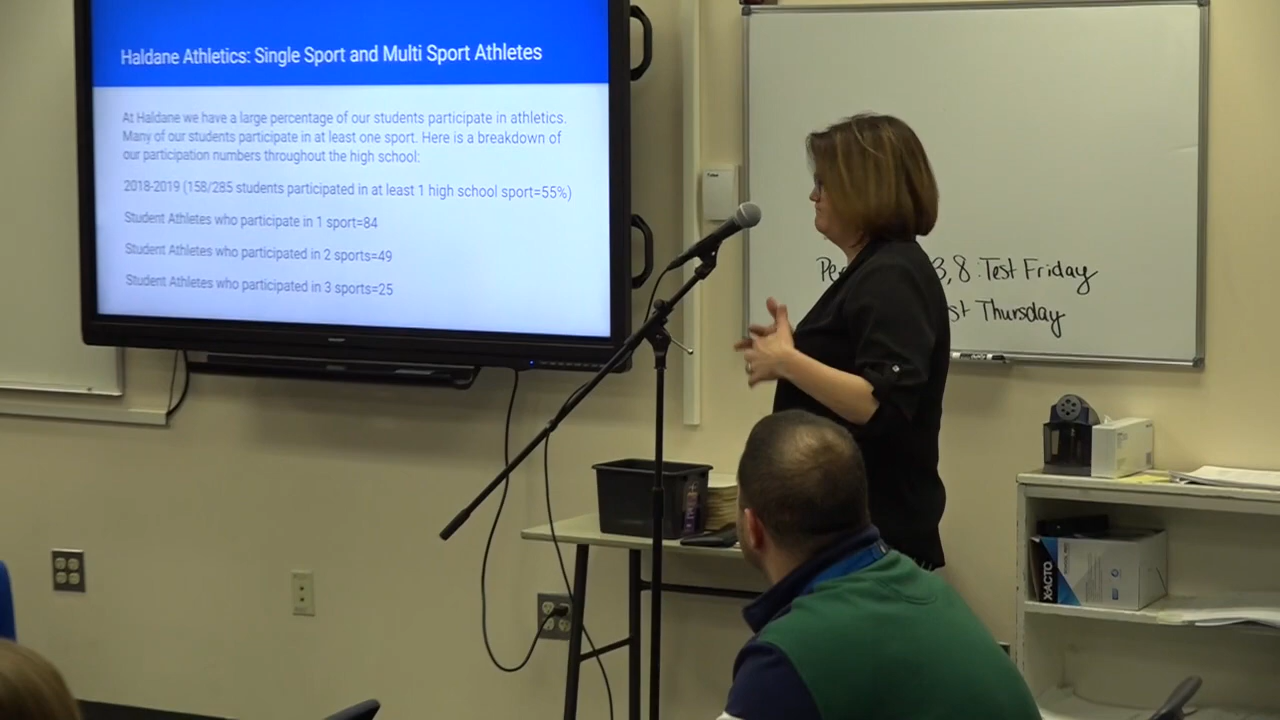 Haldane Athletics: Single Sport and Multi Sport Athletes
At Haldane we have a large percentage of our students participate in athletics.
Many of our students participate in at least one sport. Here is a breakdown of
our participation numbers throughout the high school:
2018-2019 (158/285 students participated in at least 1 high school sport=55%)
Student Athletes who participate in 1 sport=84
Student Athletes who participated in 2 sports=49
Student Athletes who participated in 3 sports=25
3,8: Test Friday
Thursday
X-ACTO